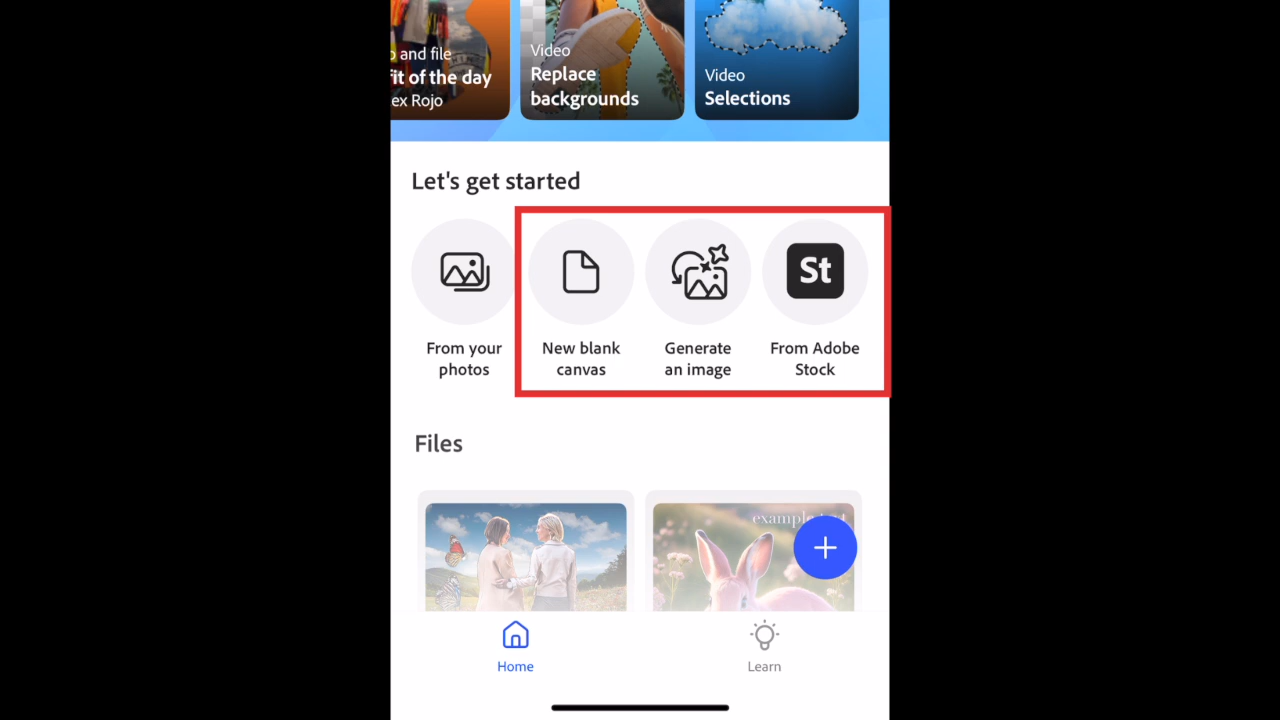 and file
fit of the day
ex Rojo
Video
Replace
backgrounds
Video
Selections
Let's get started
St
From your
photos
New blank
canvas
Generate
an image
From Adobe
Stock
Files
Home
Learn